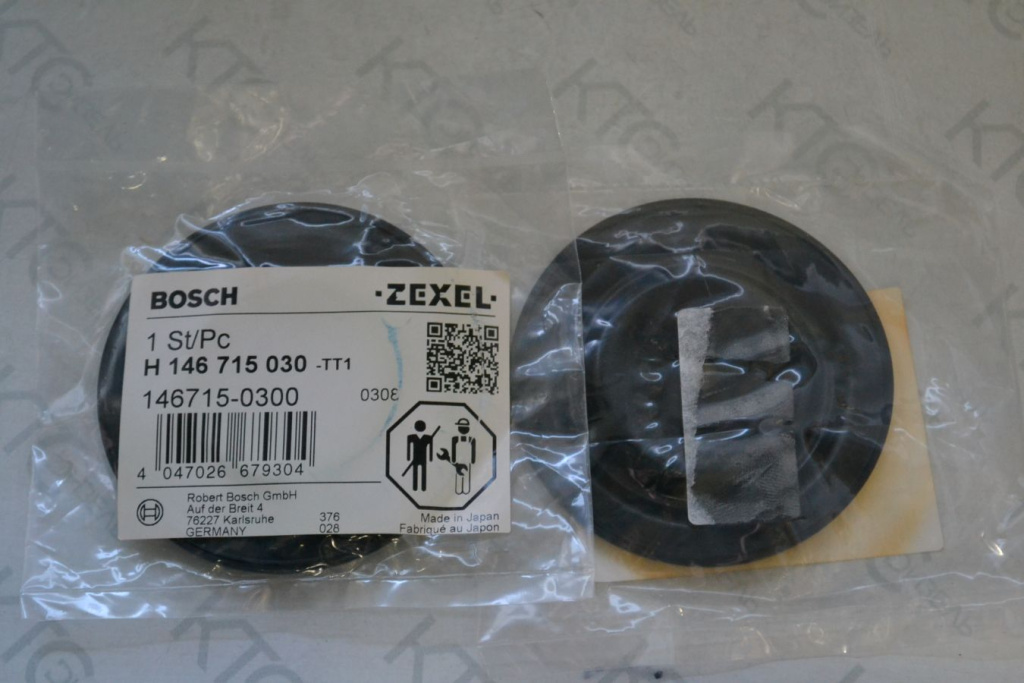 BOSCH ·ZEXEL·
1 St/Pc
H 146 715 030 -TT1
146715-0300 0308
4 047026 679304
Robert Bosch GmbH
Auf der Breit 4
76227 Karlsruhe 376
GERMANY 028
Made in Japan
Fabriqué au Japon